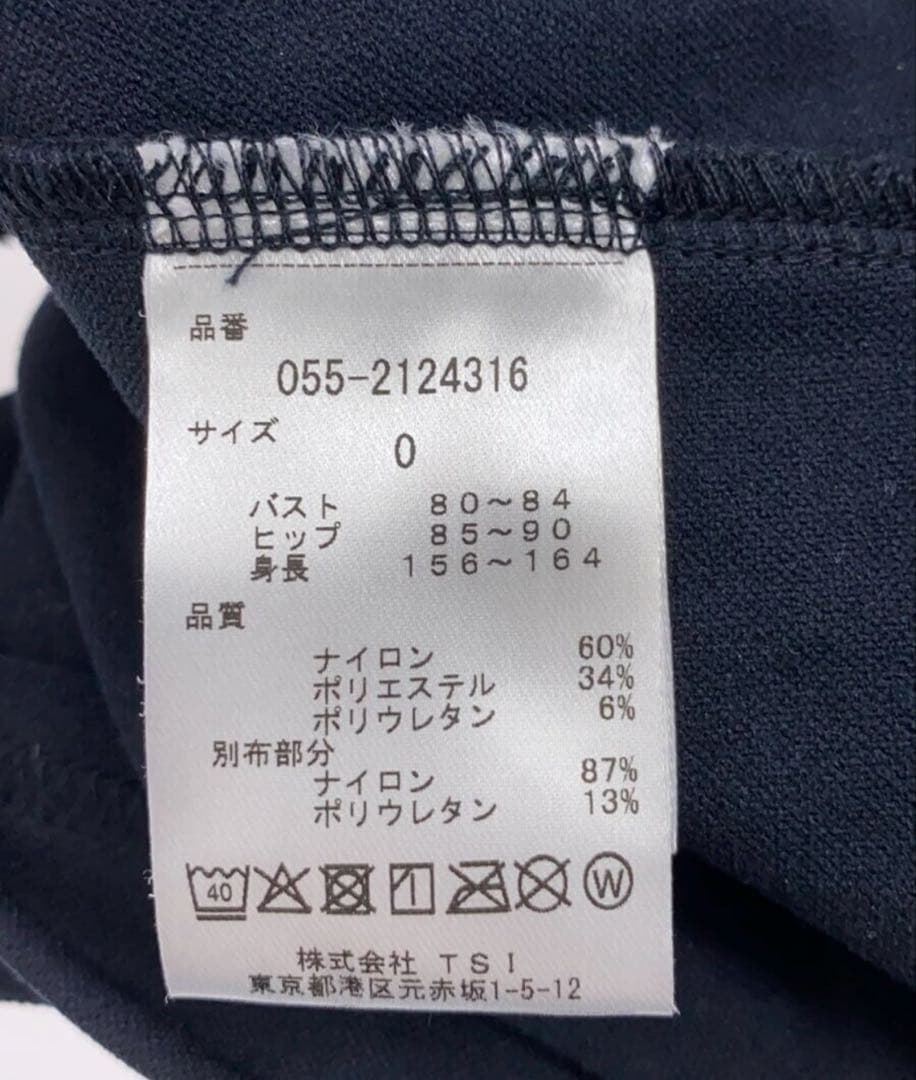 品番
055-2124316
サイズ
0
バスト 80~84
ヒップ 85~90
身長 156~164
品質
ナイロン 60%
ポリエステル 34%
ポリウレタン 6%
別布部分
ナイロン 87%
ポリウレタン 13%
40 W
株式会社 TSI
東京都港区元赤坂1-5-12